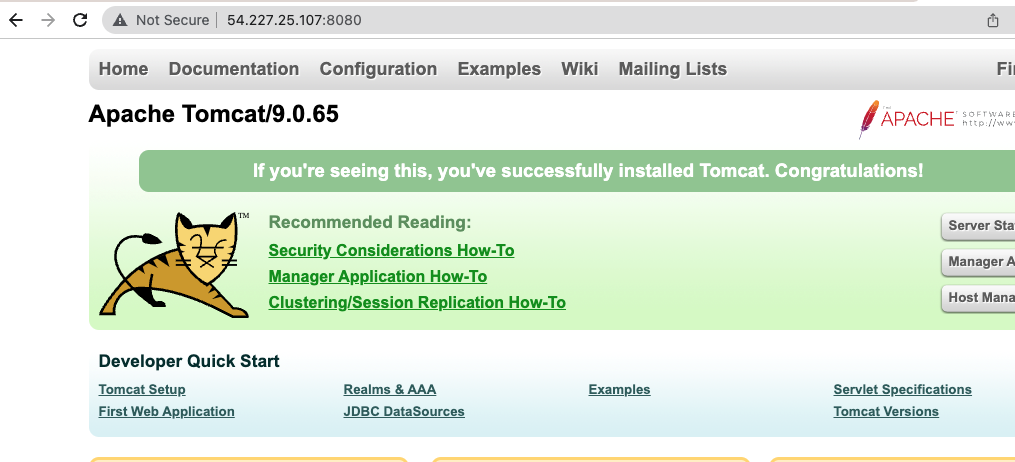 Not Secure 54.227.25.107:8080
Home Documentation Configuration Examples Wiki Mailing Lists
Apache Tomcat/9.0.65
THE
APACHE SOFTWARE
If you're seeing this, you've successfully installed Tomcat. Congratulations!
TM
Recommended Reading:
Security Considerations How-To
Manager Application How-To
Clustering/Session Replication How-To
Server Sta
Manager A
Host Mana
Developer Quick Start
Tomcat Setup Realms & AAA Examples Servlet Specifications
First Web Application JDBC DataSources Tomcat Versions